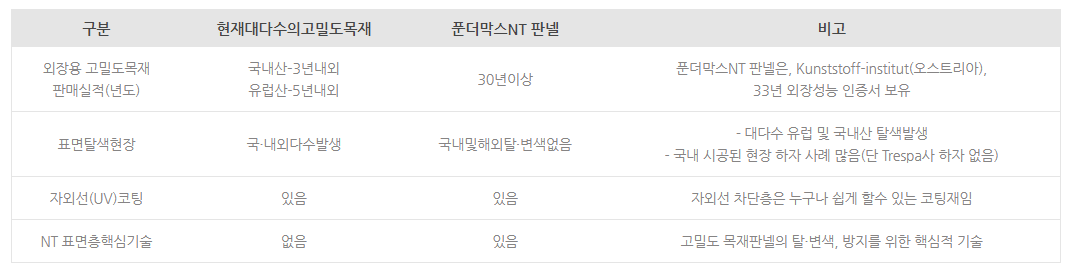 구분 현재대다수의고밀도목재 푼더막스NT 판넬 비고
외장용 고밀도목재
판매실적(년도)
국내산-3년내외
유럽산-5년내외
30년이상
푼더막스NT 판넬은, Kunststoff-institut(오스트리아),
33년 외장성능 인증서 보유
표면탈색현장 국·내외다수발생 국내및해외탈·변색없음
- 대다수 유럽 및 국내산 탈색발생
- 국내 시공된 현장 하자 사례 많음(단 Trespa사 하자 없음)
자외선(UV)코팅 있음 있음 자외선 차단층은 누구나 쉽게 할수 있는 코팅재임
NT 표면층핵심기술 없음 있음 고밀도 목재판넬의 탈·변색, 방지를 위한 핵심적 기술